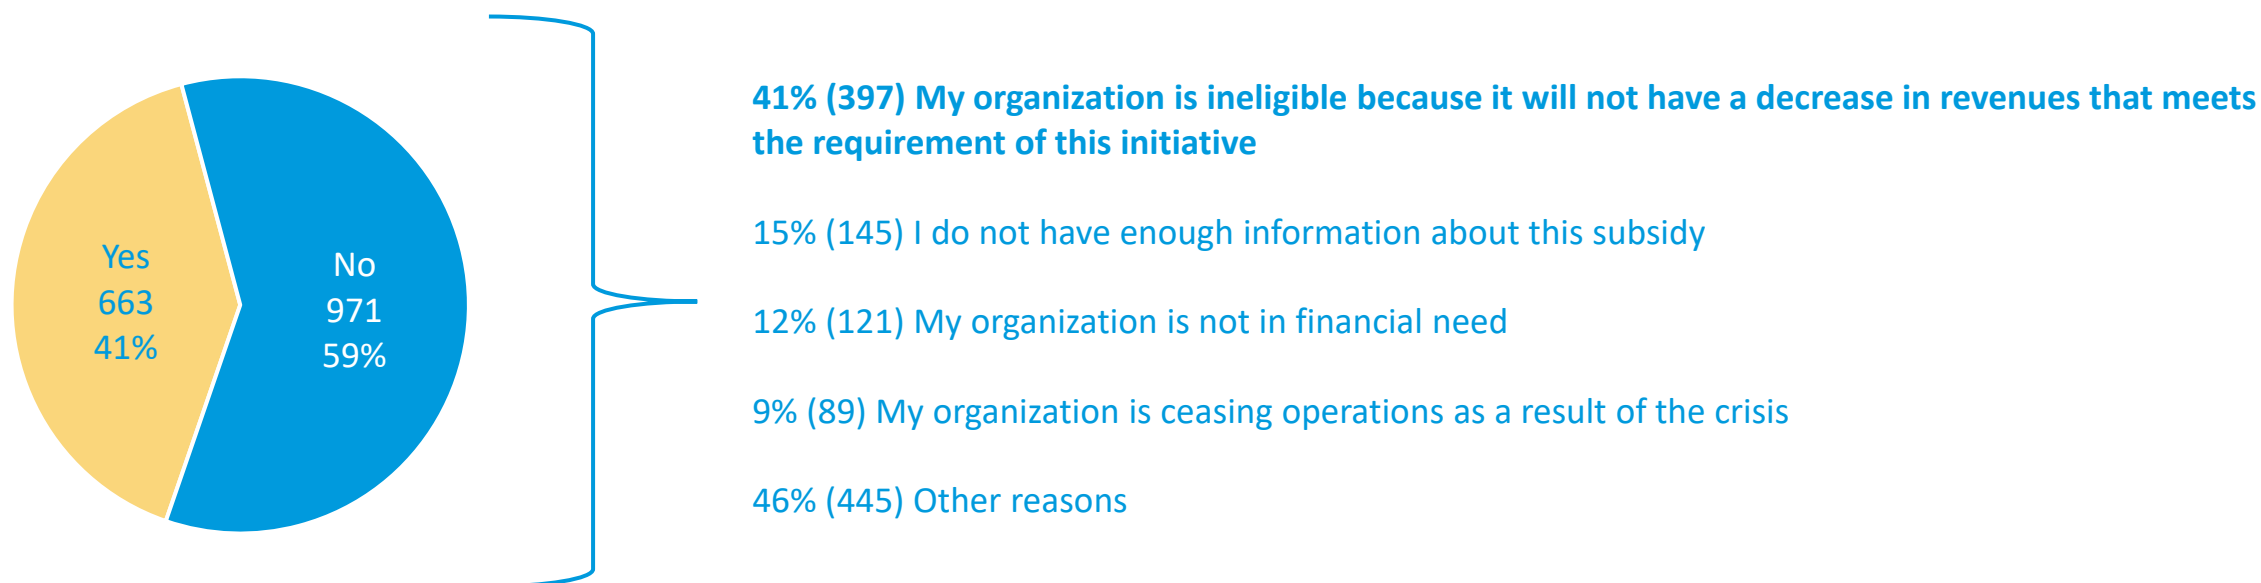 Yes
663
41%
No
971
59%
41% (397) My organization is ineligible because it will not have a decrease in revenues that meets
the requirement of this initiative
15% (145) I do not have enough information about this subsidy
12% (121) My organization is not in financial need
9% (89) My organization is ceasing operations as a result of the crisis
46% (445) Other reasons